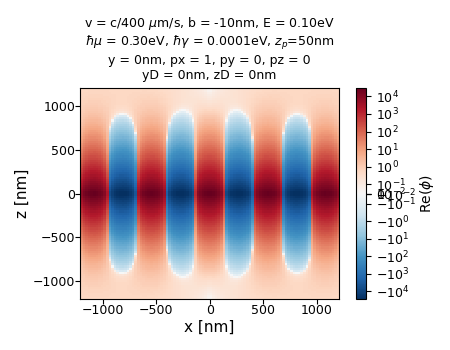 v = c/400 μm/s, b = -10nm, E = 0.10eV
ℏμ = 0.30eV, ℏγ = 0.0001eV, z_p=50nm
y = 0nm, px = 1, py = 0, pz = 0
yD = 0nm, zD = 0nm
z [nm]
1000
500
0
−500
−1000
−1000 −500 0 500 1000
x [nm]
10^4
10^3
10^2
10^1
10^0
10^-1
−10^-1
−10^0
−10^1
−10^2
−10^3
−10^4
Re(ϕ)